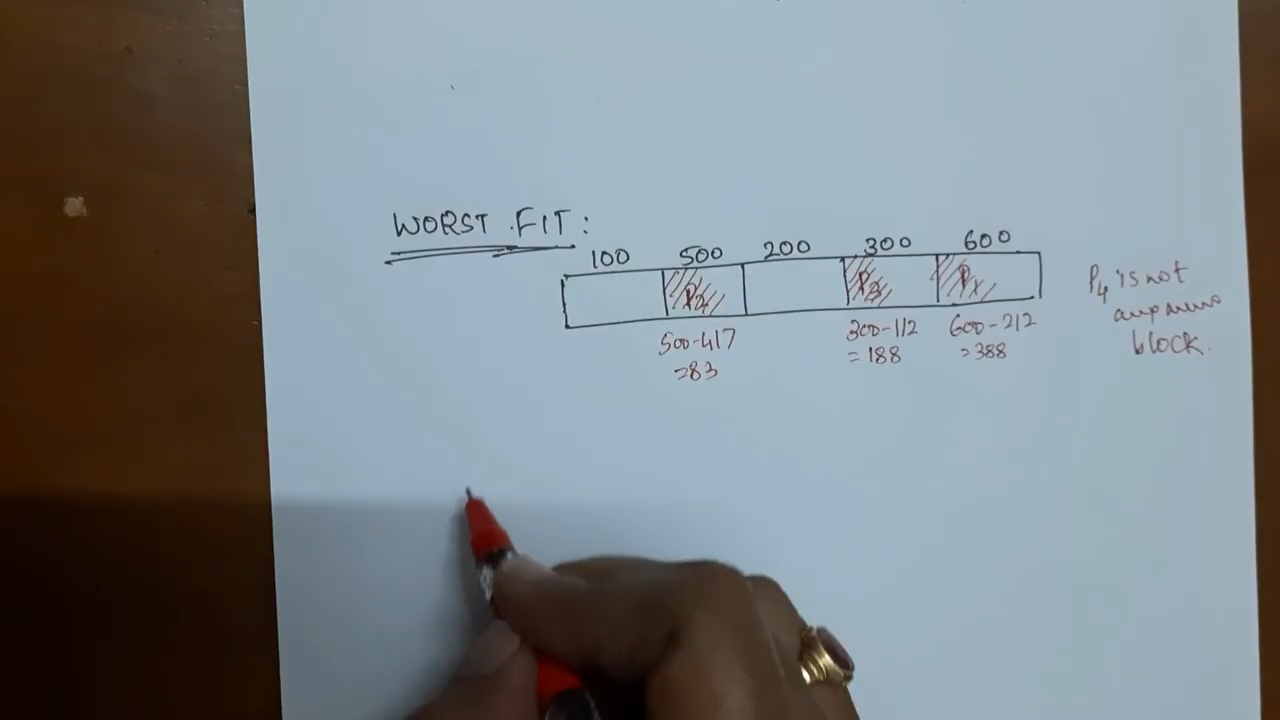 WORST FIT:
100 500 200 300 600
P2 P3 P1
500-417 300-112 600-212
=83 =188 =388
P4 is not
any
block.